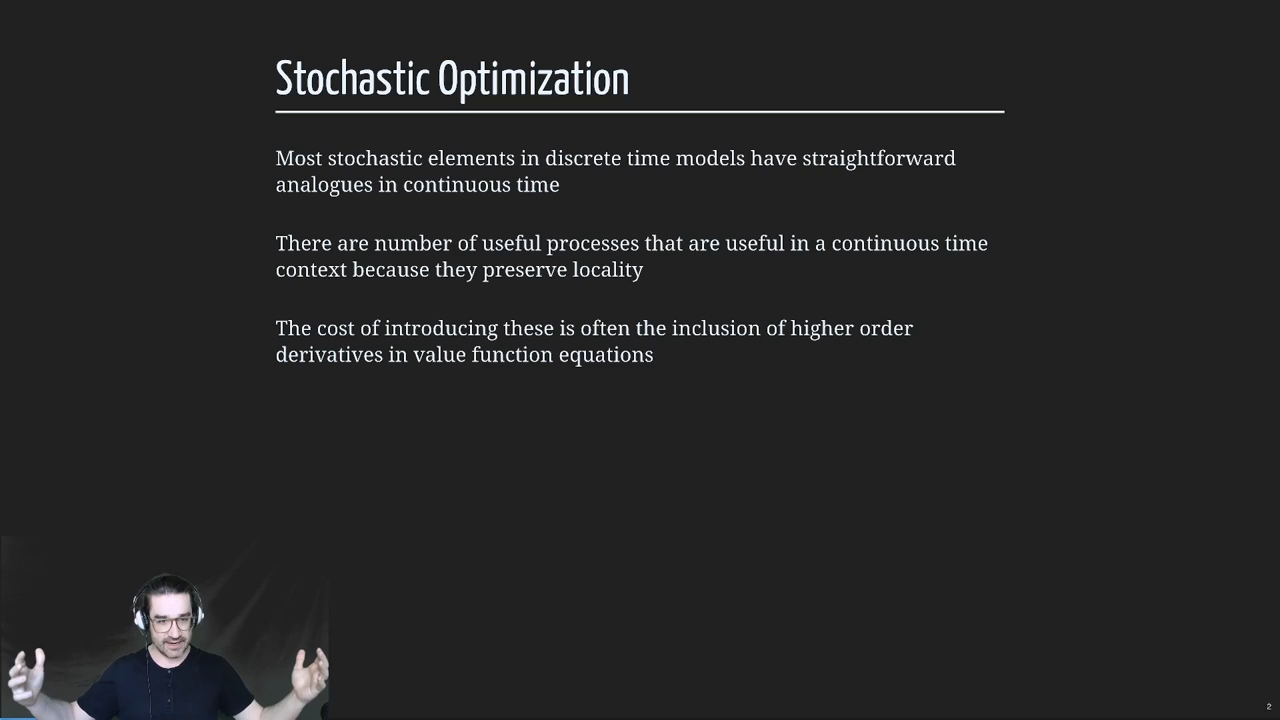 Stochastic Optimization
Most stochastic elements in discrete time models have straightforward
analogues in continuous time
There are number of useful processes that are useful in a continuous time
context because they preserve locality
The cost of introducing these is often the inclusion of higher order
derivatives in value function equations
2